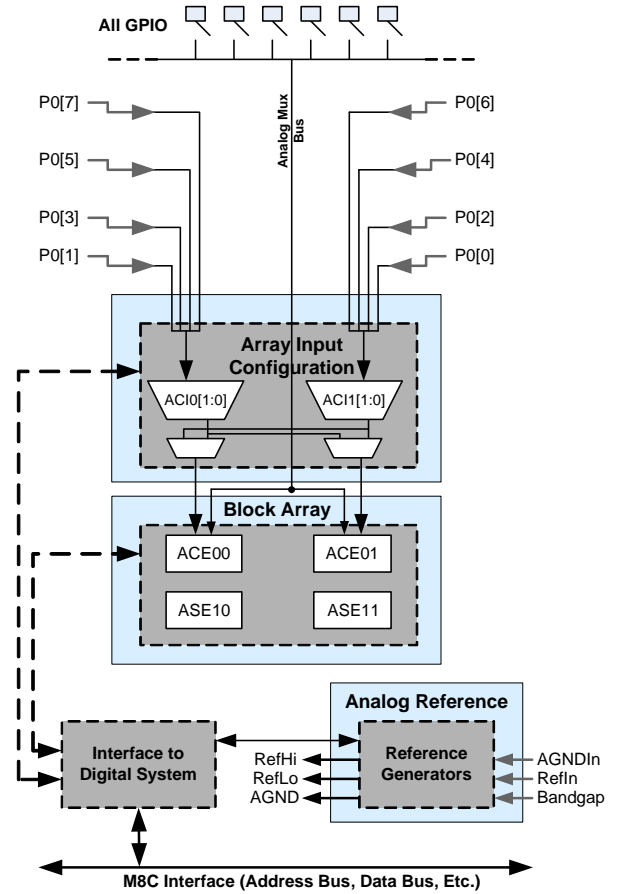 All GPIO
P0[7]
P0[6]
Analog Mux
Bus
P0[5]
P0[4]
P0[3]
P0[2]
P0[1]
P0[0]
Array Input
Configuration
ACI0[1:0]
ACI1[1:0]
Block Array
ACE00
ACE01
ASE10
ASE11
Analog Reference
Interface to
Digital System
RefHi
RefLo
AGND
Reference
Generators
AGNDIn
RefIn
Bandgap
M8C Interface (Address Bus, Data Bus, Etc.)